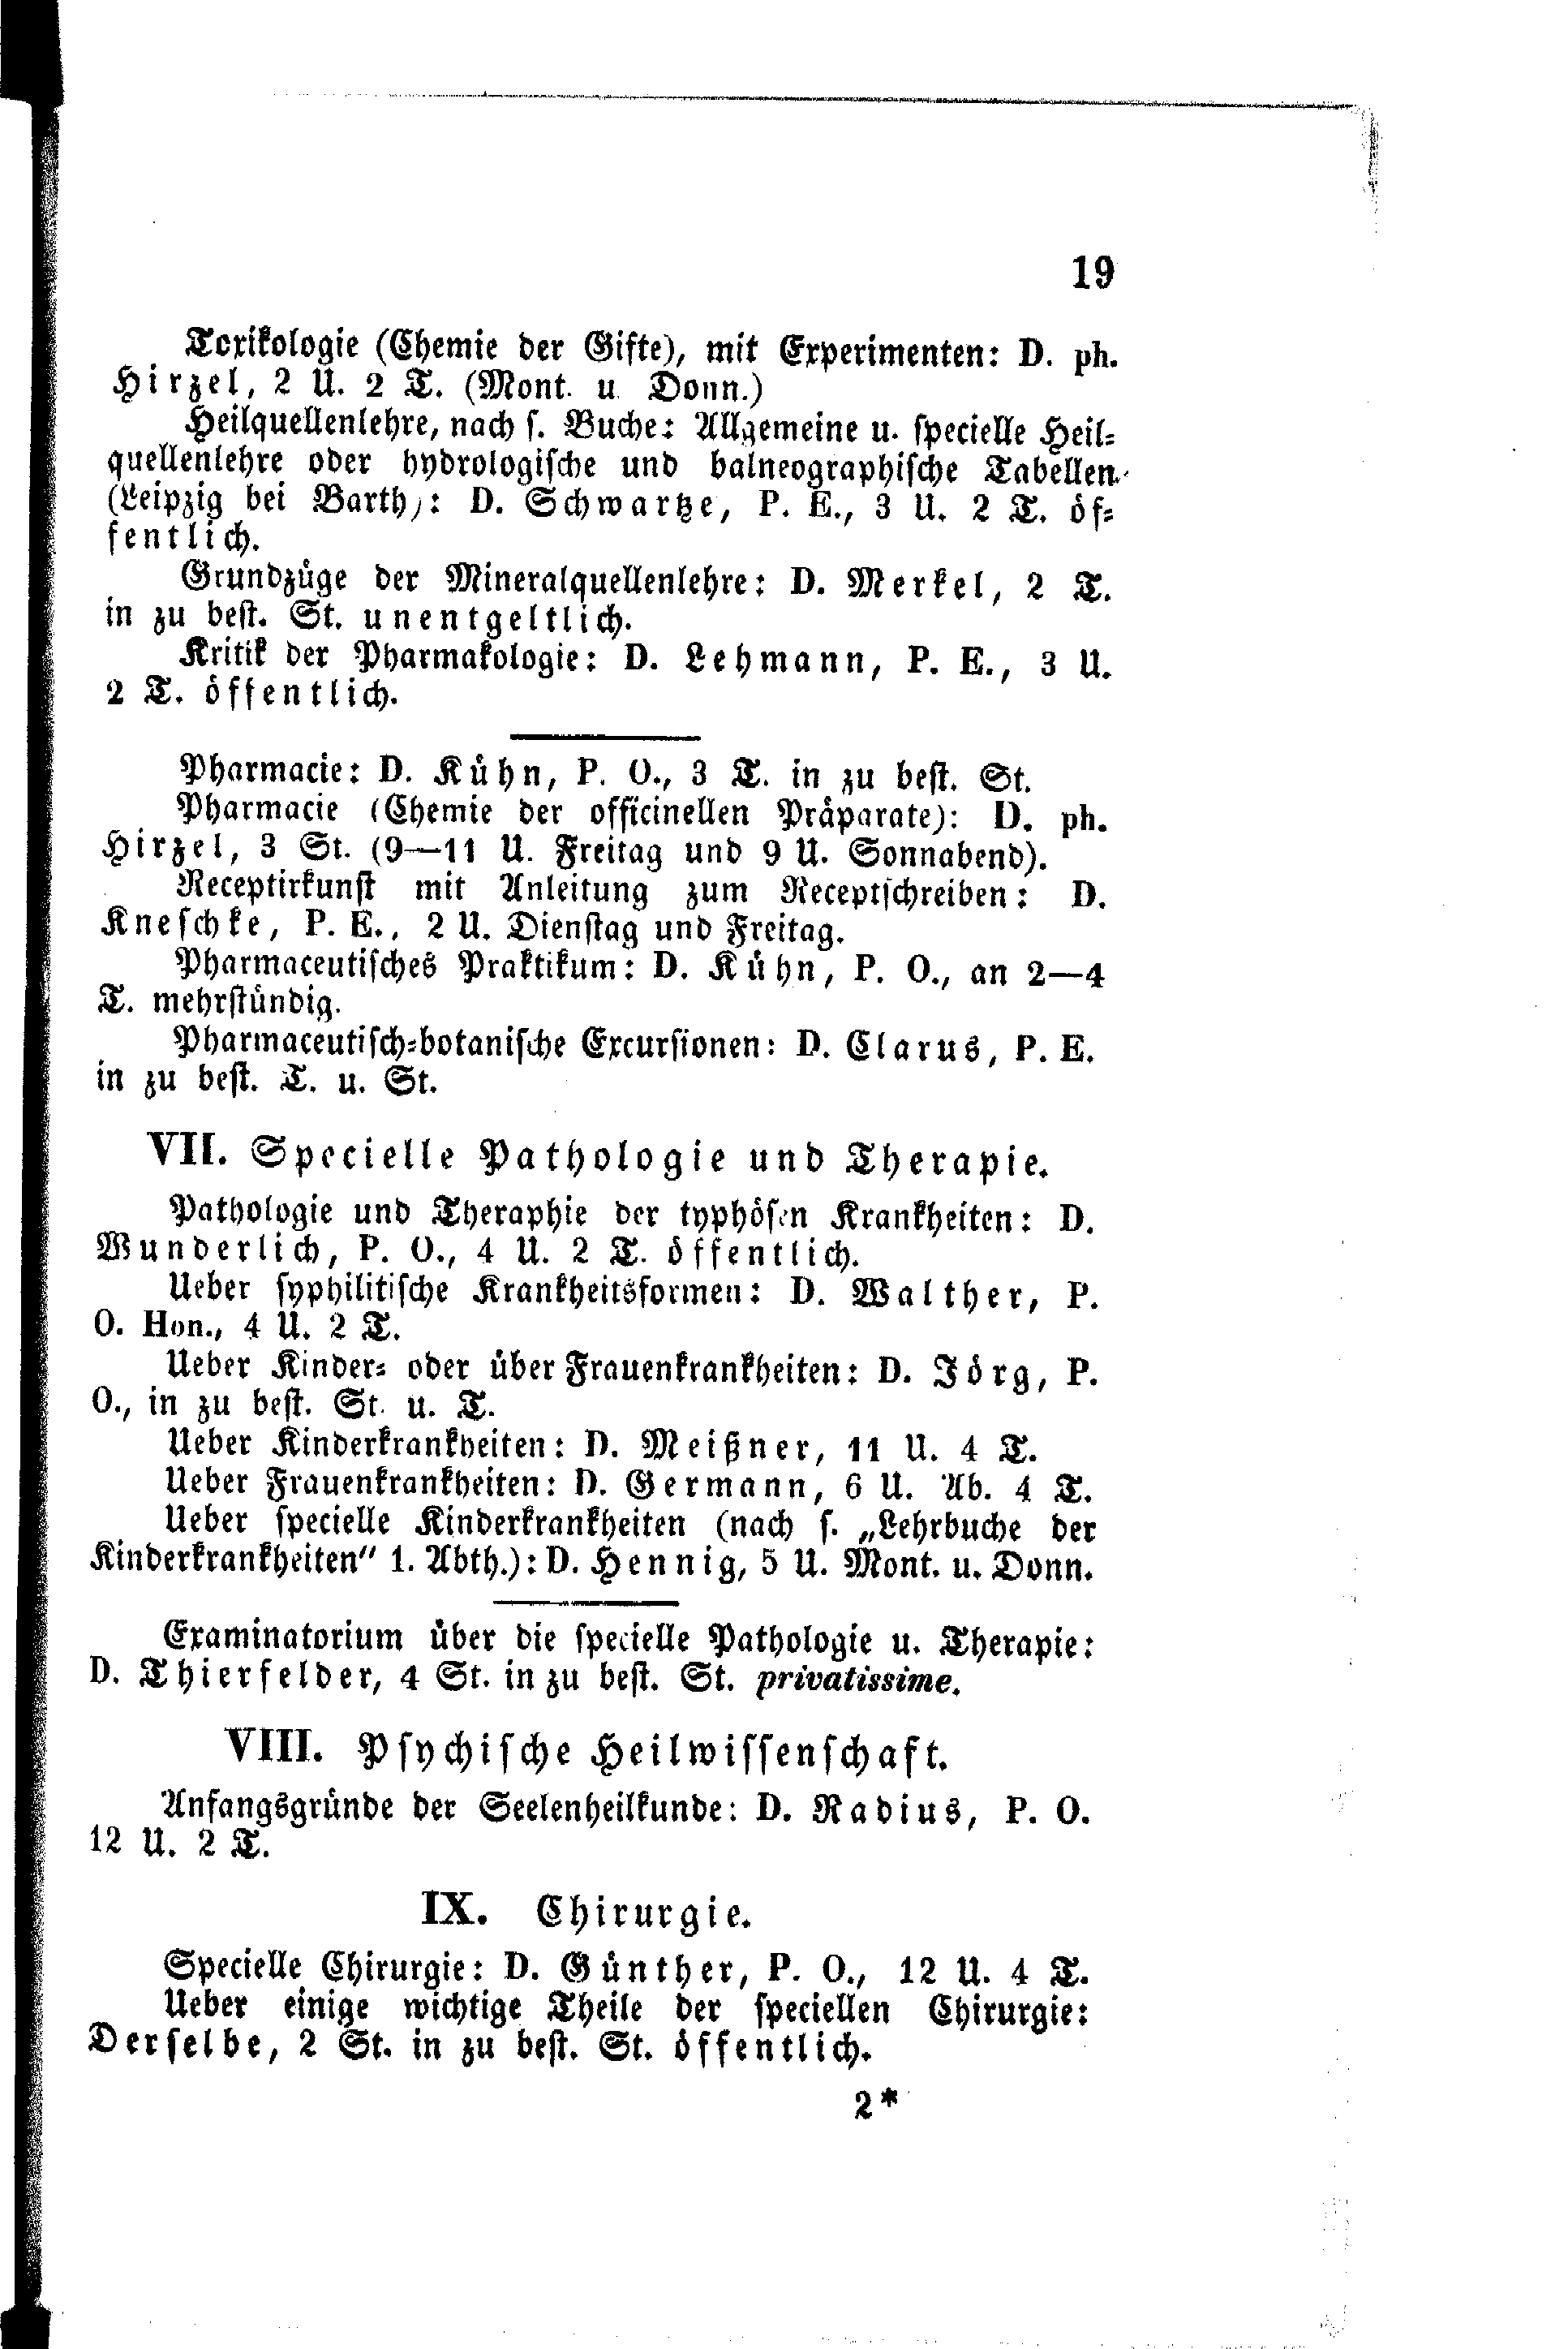 19
Toxikologie (Chemie der Gifte), mit Experimenten: D. ph.
Hirzel, 2 U. 2 T. (Mont. u. Donn.)
Heilquellenlehre, nach s. Buche: Allgemeine u. specielle Heil-
quellenlehre oder hydrologische und balneographische Tabellen.
(Leipzig bei Barth): D. Schwartze, P. E., 3 U. 2 T. öf-
fentlich.
Grundzüge der Mineralquellenlehre: D. Merkel, 2 T.
in zu best. St. unentgeltlich.
Kritik der Pharmakologie: D. Lehmann, P. E., 3 U.
2 T. öffentlich.
Pharmacie: D. Kühn, P. O., 3 T. in zu best. St.
Pharmacie (Chemie der officinellen Präparate): D. ph.
Hirzel, 3 St. (9—11 U. Freitag und 9 U. Sonnabend).
Receptirkunst mit Anleitung zum Receptschreiben: D.
Kneschke, P. E., 2 U. Dienstag und Freitag.
Pharmaceutisches Praktikum: D. Kühn, P. O., an 2—4
T. mehrstündig.
Pharmaceutisch-botanische Excursionen: D. Clarus, P. E.
in zu best. T. u. St.
VII. Specielle Pathologie und Therapie.
Pathologie und Theraphie der typhösen Krankheiten: D.
Wunderlich, P. O., 4 U. 2 T. öffentlich.
Ueber syphilitische Krankheitsformen: D. Walther, P.
O. Hon., 4 U. 2 T.
Ueber Kinder- oder über Frauenkrankheiten: D. Jörg, P.
O., in zu best. St. u. T.
Ueber Kinderkrankheiten: D. Meißner, 11 U. 4 T.
Ueber Frauenkrankheiten: D. Germann, 6 U. Ab. 4 T.
Ueber specielle Kinderkrankheiten (nach s. „Lehrbuche der
Kinderkrankheiten“ 1. Abth.): D. Hennig, 5 U. Mont. u. Donn.
Examinatorium über die specielle Pathologie u. Therapie:
D. Thierfelder, 4 St. in zu best. St. privatissime.
VIII. Psychische Heilwissenschaft.
Anfangsgründe der Seelenheilkunde: D. Radius, P. O.
12 U. 2 T.
IX. Chirurgie.
Specielle Chirurgie: D. Günther, P. O., 12 U. 4 T.
Ueber einige wichtige Theile der speciellen Chirurgie:
Derselbe, 2 St. in zu best. St. öffentlich.
2*